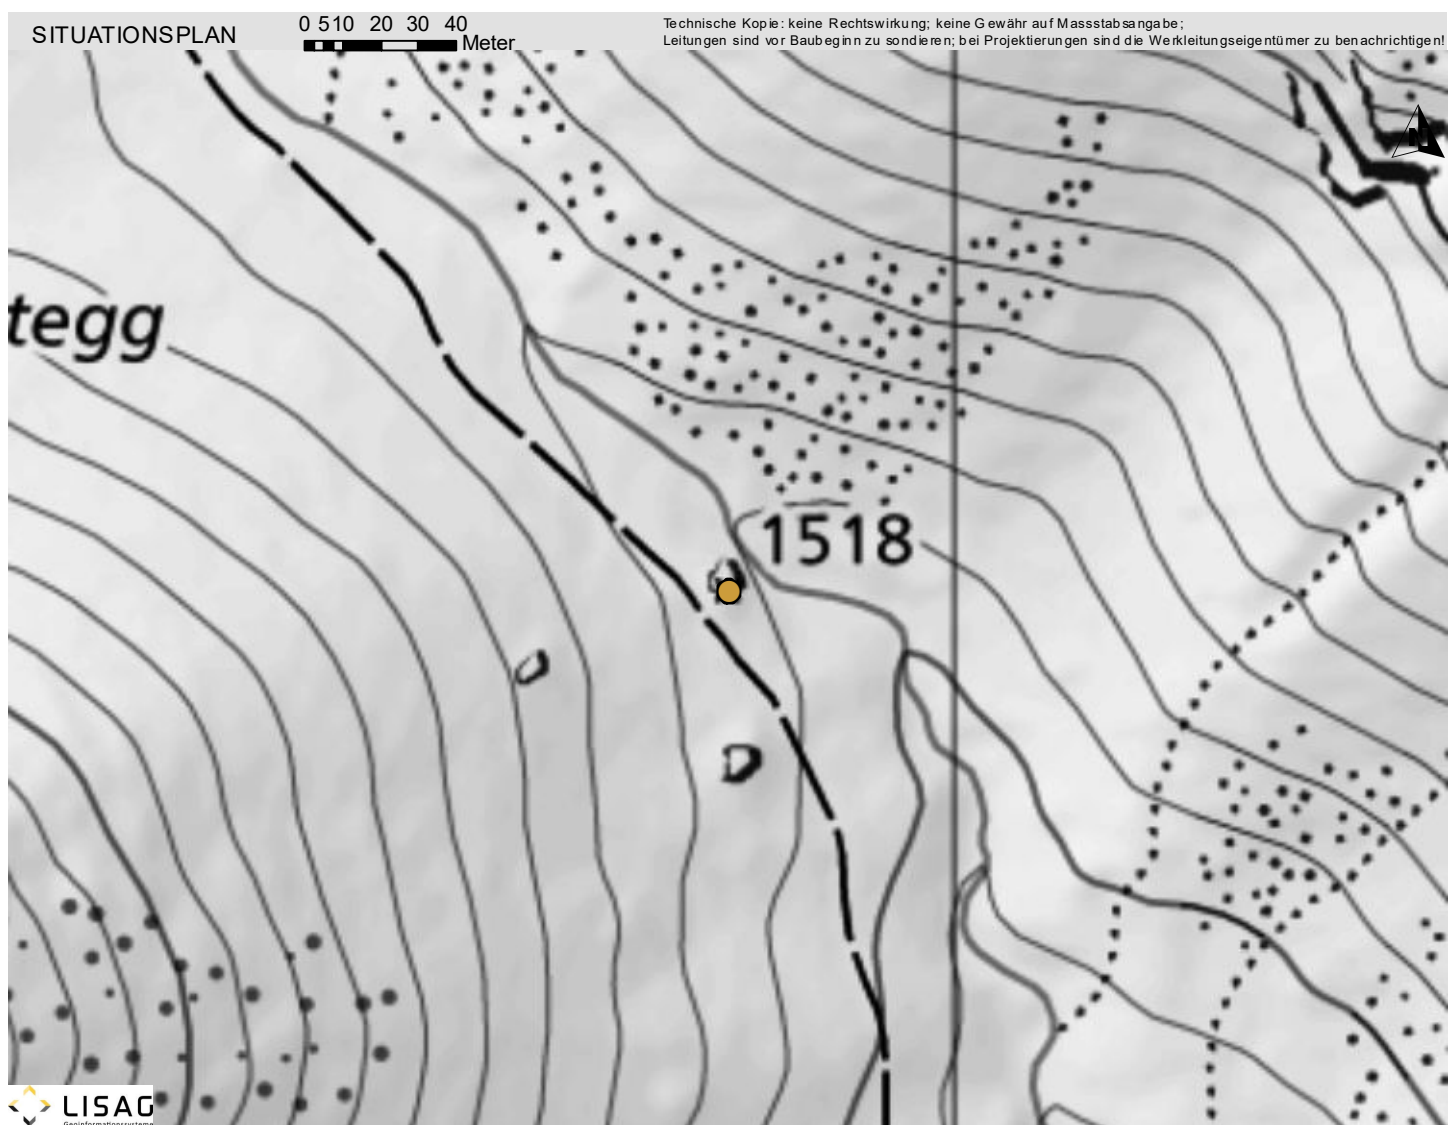 SITUATIONSPLAN
0 5 10 20 30 40
Meter
Technische Kopie: keine Rechtswirkung; keine Gewähr auf Massstabsangabe;
Leitungen sind vor Baubeginn zu sondieren; bei Projektierungen sind die Werkleitungseigentümer zu benachrichtigen!
N
tegg
1518
LISAG
Geoinformationssysteme